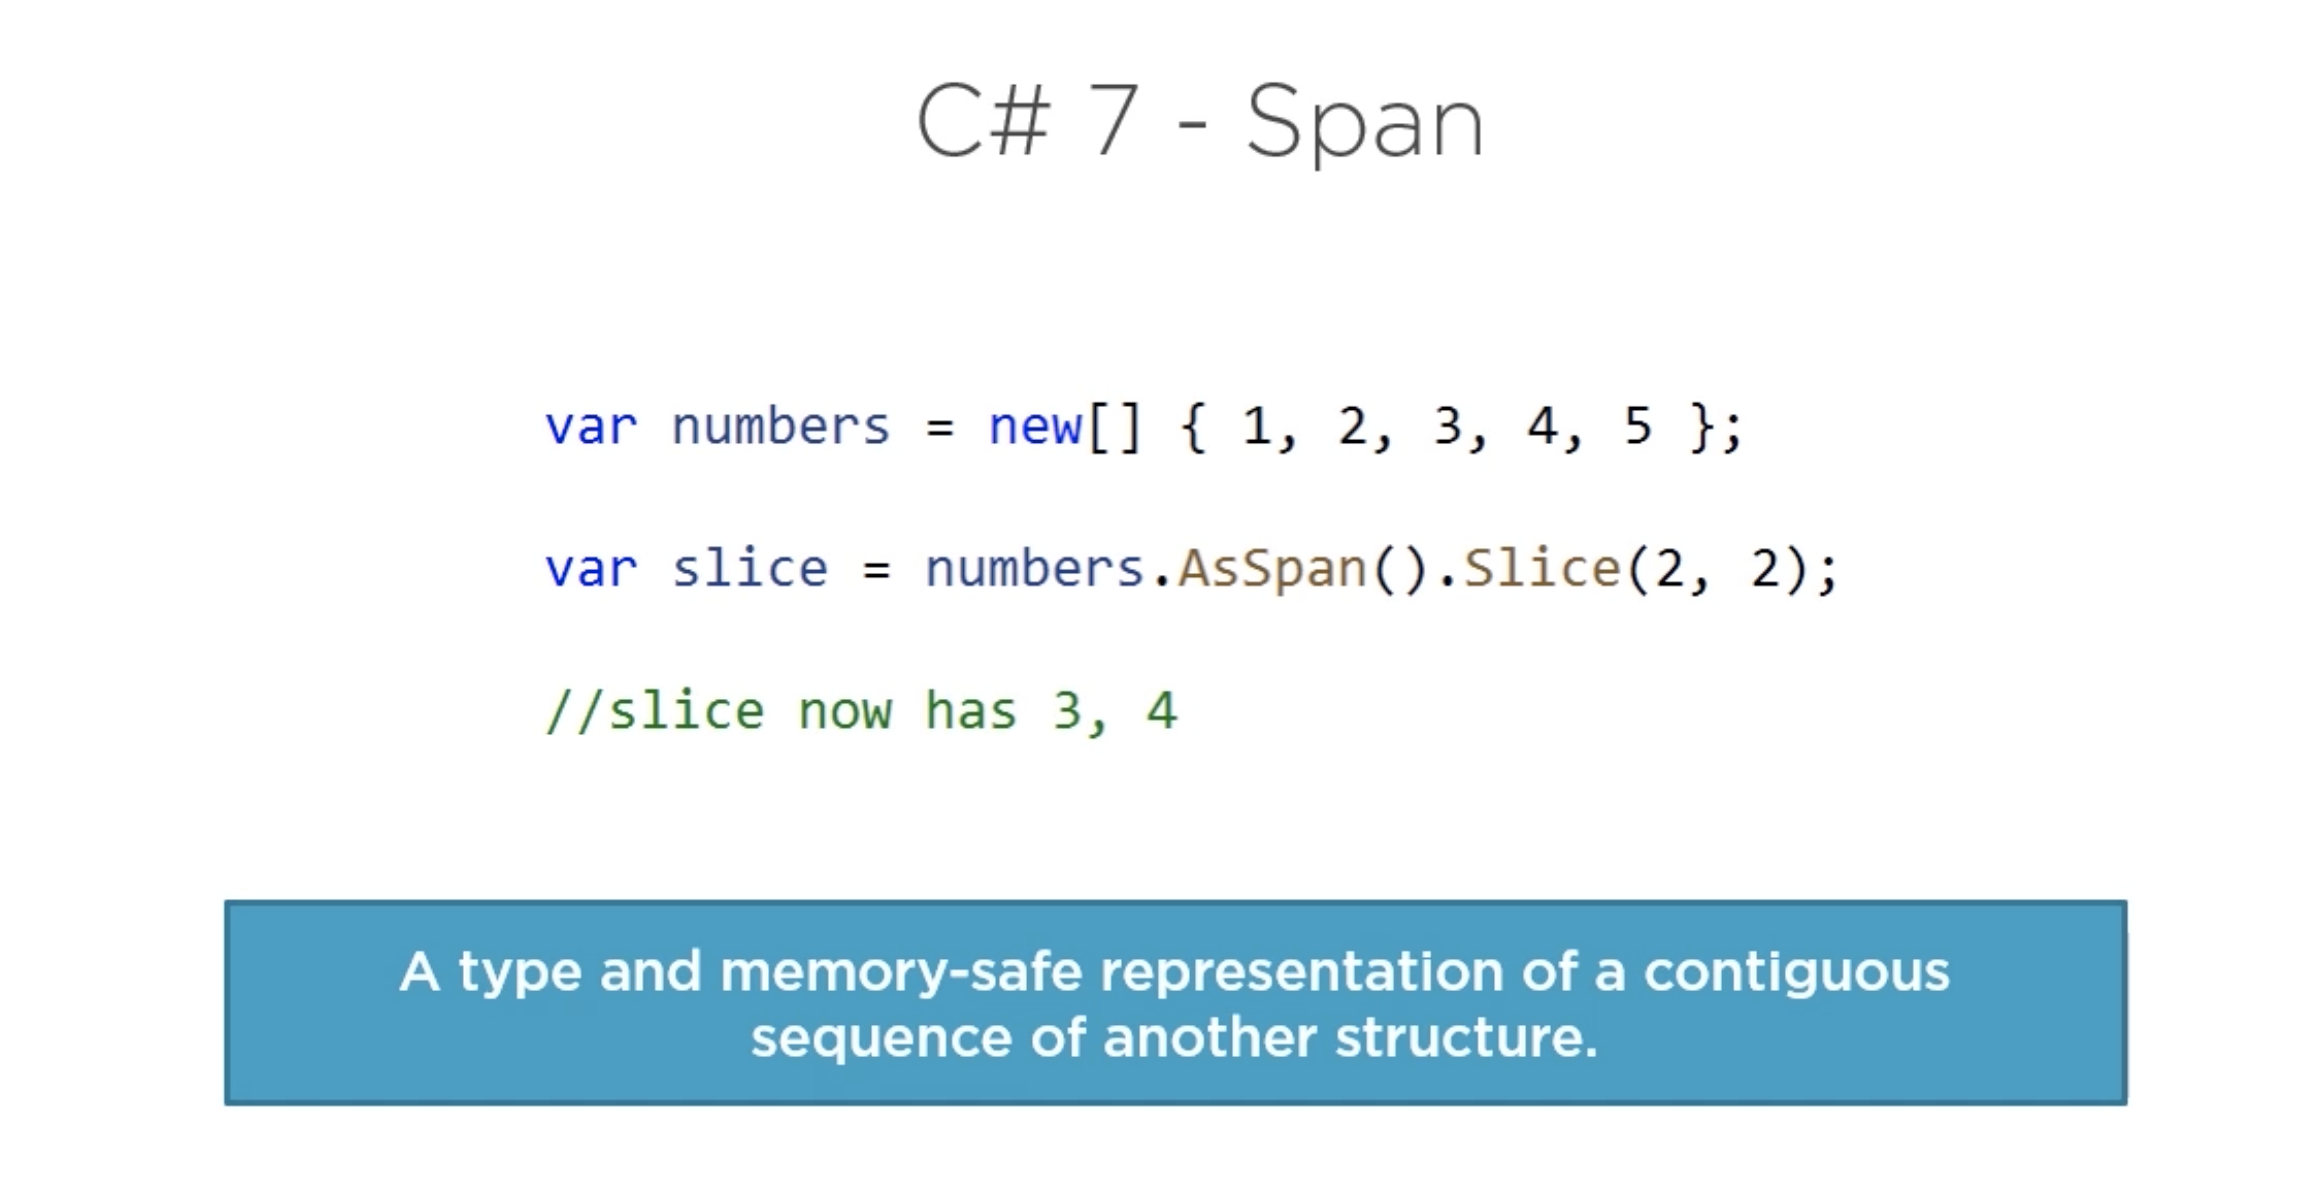 C# 7 - Span
var numbers = new[] { 1, 2, 3, 4, 5 };
var slice = numbers.AsSpan().Slice(2, 2);
//slice now has 3, 4
A type and memory-safe representation of a contiguous
sequence of another structure.